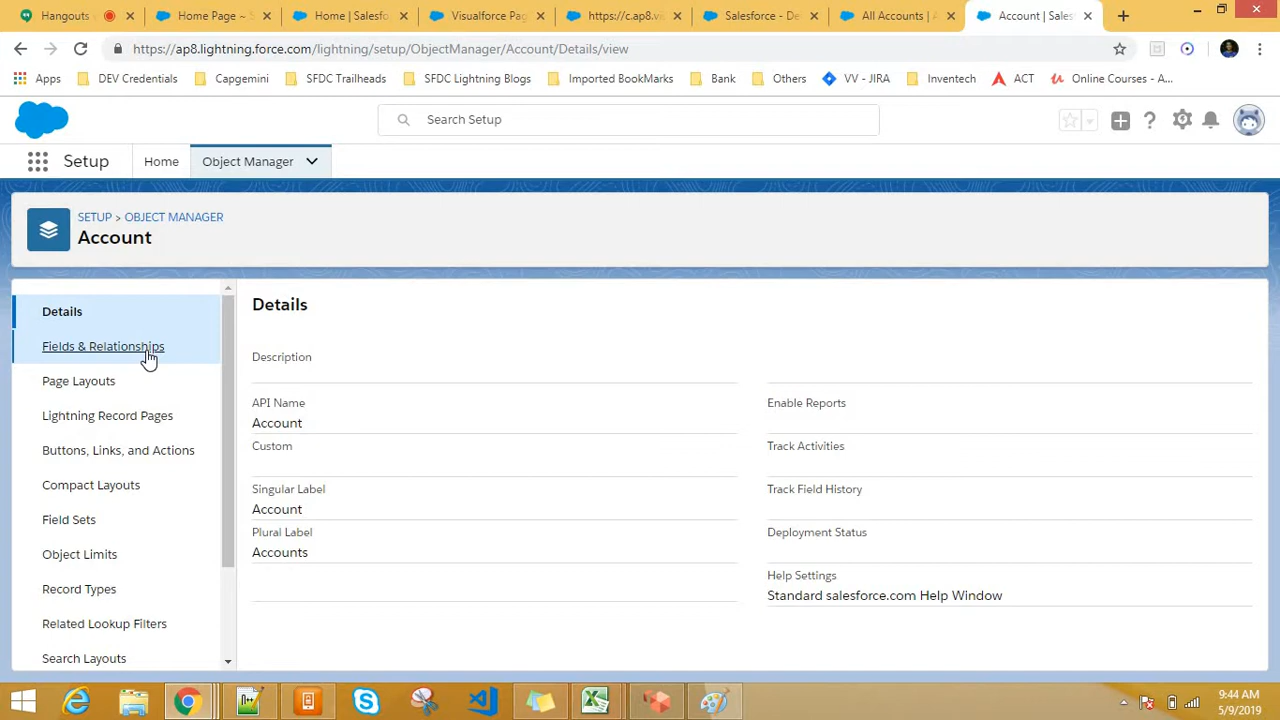 Hangouts
Home Page ~ S
Home | Salesfo
Visualforce Pag
https://c.ap8.vi
Salesforce - De
All Accounts | A
Account | Sales
https://ap8.lightning.force.com/lightning/setup/ObjectManager/Account/Details/view
Apps
DEV Credentials
Capgemini
SFDC Trailheads
SFDC Lightning Blogs
Imported BookMarks
Bank
Others
VV - JIRA
Inventech
ACT
Online Courses - A...
Search Setup
Setup
Home
Object Manager
SETUP > OBJECT MANAGER
Account
Details
Fields & Relationships
Page Layouts
Lightning Record Pages
Buttons, Links, and Actions
Compact Layouts
Field Sets
Object Limits
Record Types
Related Lookup Filters
Search Layouts
Details
Description
API Name
Account
Custom
Singular Label
Account
Plural Label
Accounts
Enable Reports
Track Activities
Track Field History
Deployment Status
Help Settings
Standard salesforce.com Help Window
9:44 AM
5/9/2019